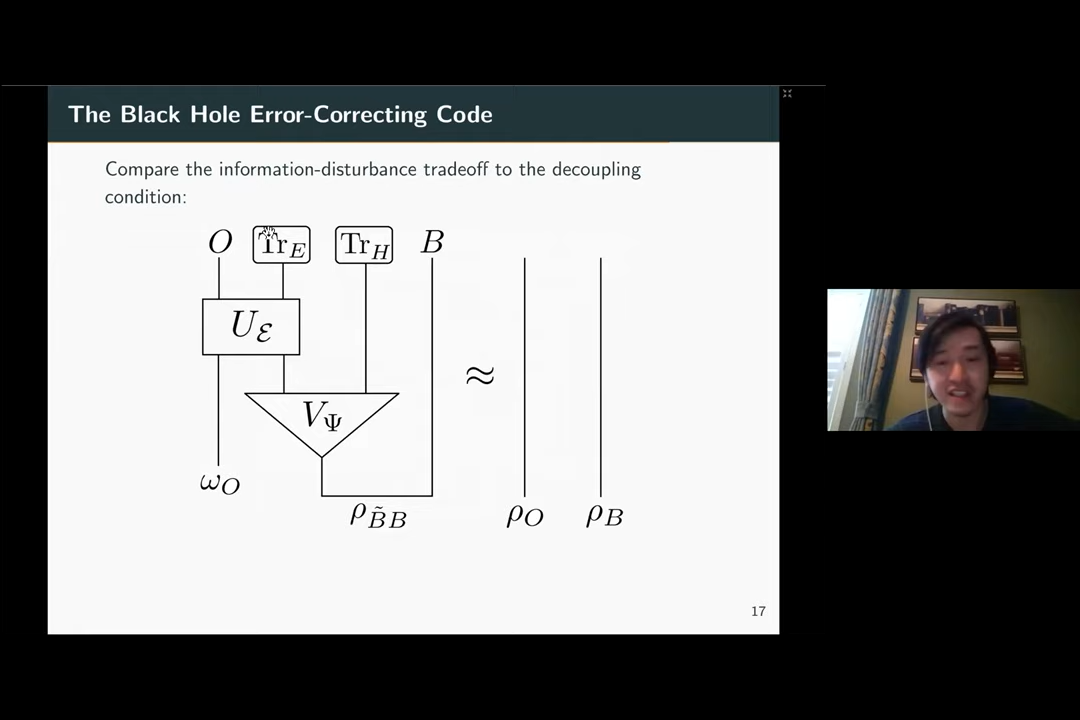 The Black Hole Error-Correcting Code
Compare the information-disturbance tradeoff to the decoupling
condition:
O Tr_E Tr_H B
U_ℰ
≈
V_Ψ
ω_O
ρ_{B̃B} ρ_O ρ_B
17